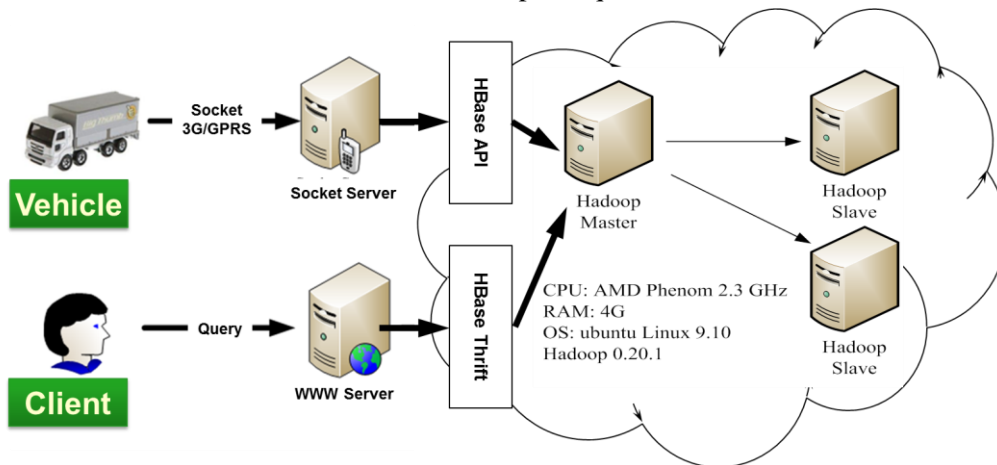 Socket
3G/GPRS
Vehicle
Socket Server
HBase API
Hadoop
Master
Hadoop
Slave
Query
Client
WWW Server
HBase Thrift
CPU: AMD Phenom 2.3 GHz
RAM: 4G
OS: ubuntu Linux 9.10
Hadoop 0.20.1
Hadoop
Slave